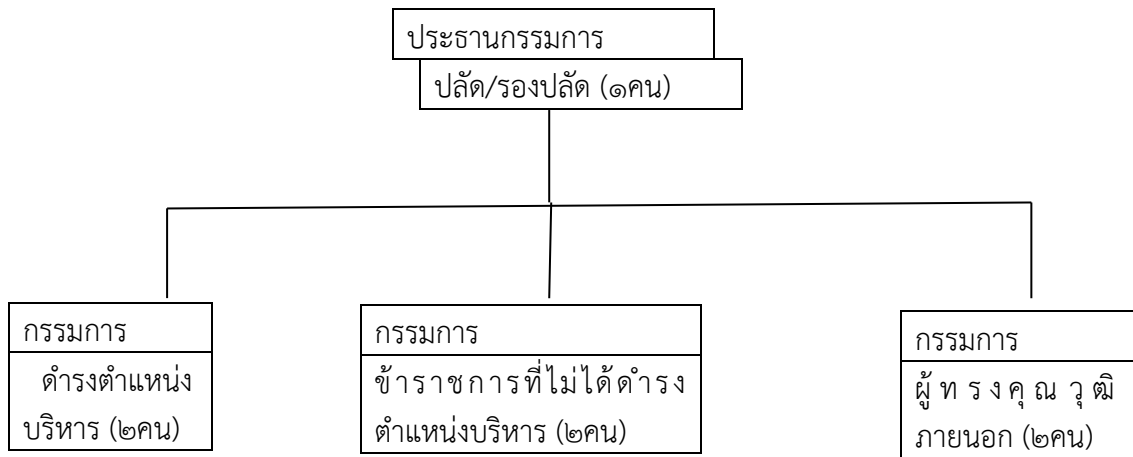 ประธานกรรมการ
ปลัด/รองปลัด (๑คน)
กรรมการ
ดำรงตำแหน่ง
บริหาร (๒คน)
กรรมการ
ข้าราชการที่ไม่ได้ดำรง
ตำแหน่งบริหาร (๒คน)
กรรมการ
ผู้ทรงคุณวุฒิ
ภายนอก (๒คน)